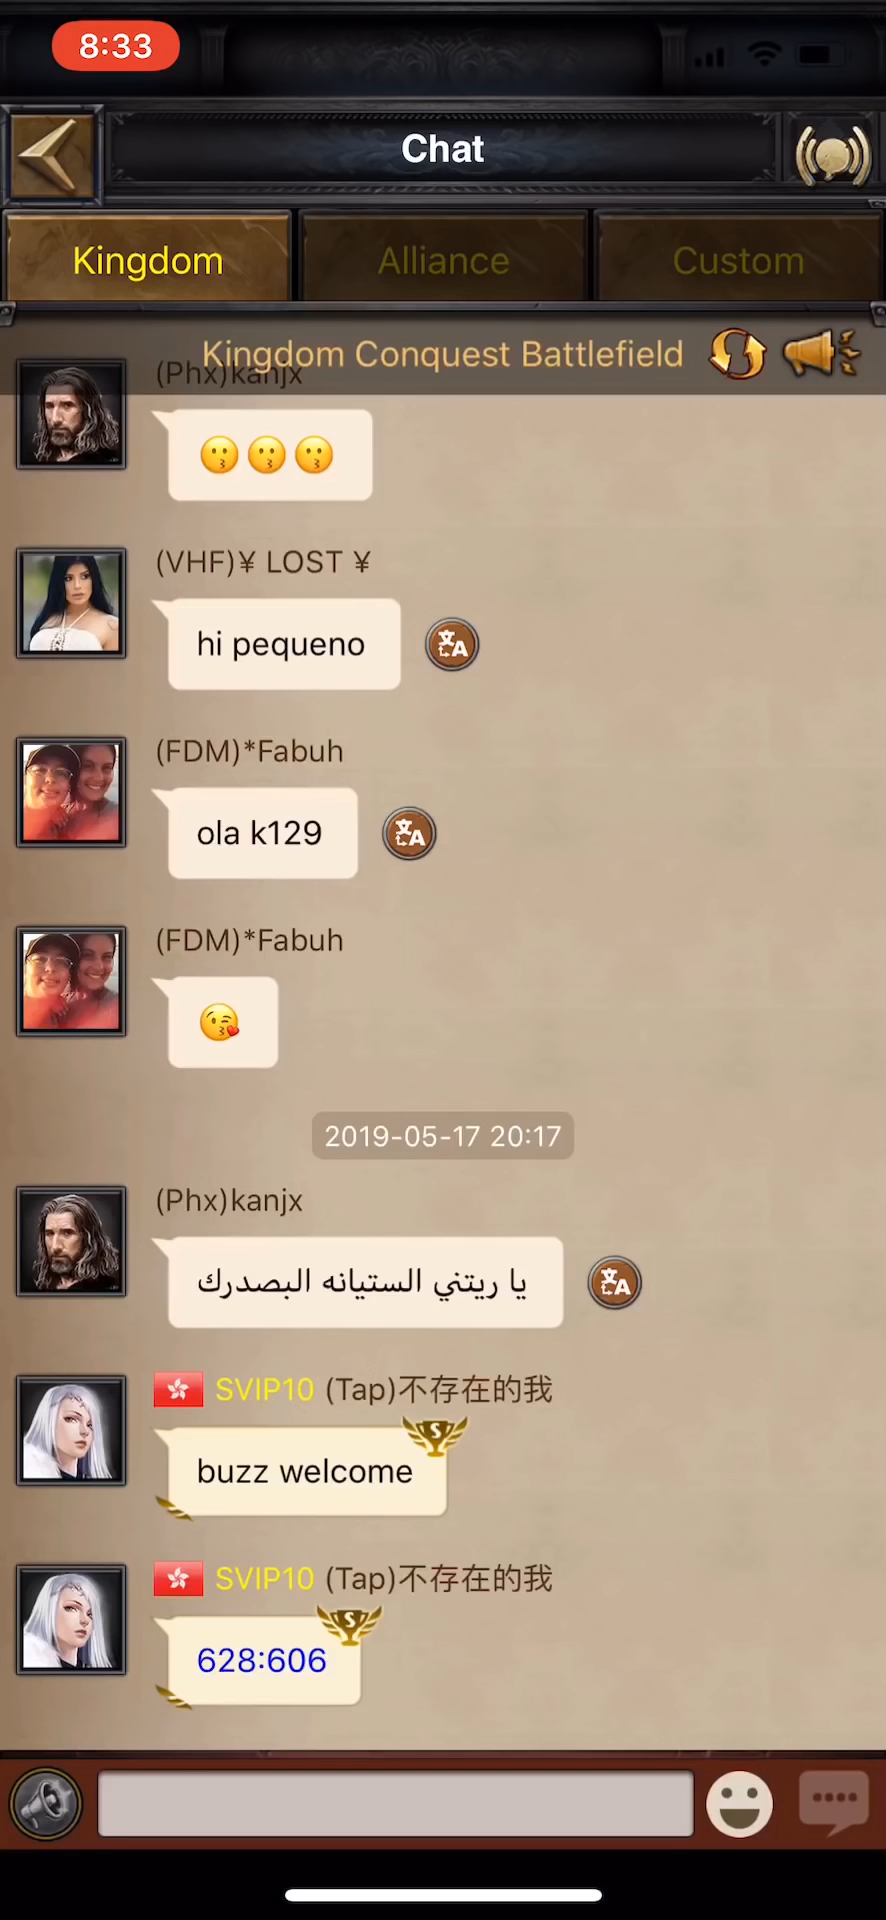 8:33
Chat
Kingdom
Alliance
Custom
Kingdom Conquest Battlefield
(Phx)kanjx
😗😗😗
(VHF)¥ LOST ¥
hi pequeno
(FDM)*Fabuh
ola k129
(FDM)*Fabuh
😘
2019-05-17 20:17
(Phx)kanjx
يا ريتني الستيانه البصدرك
SVIP10 (Tap)不存在的我
buzz welcome
SVIP10 (Tap)不存在的我
628:606